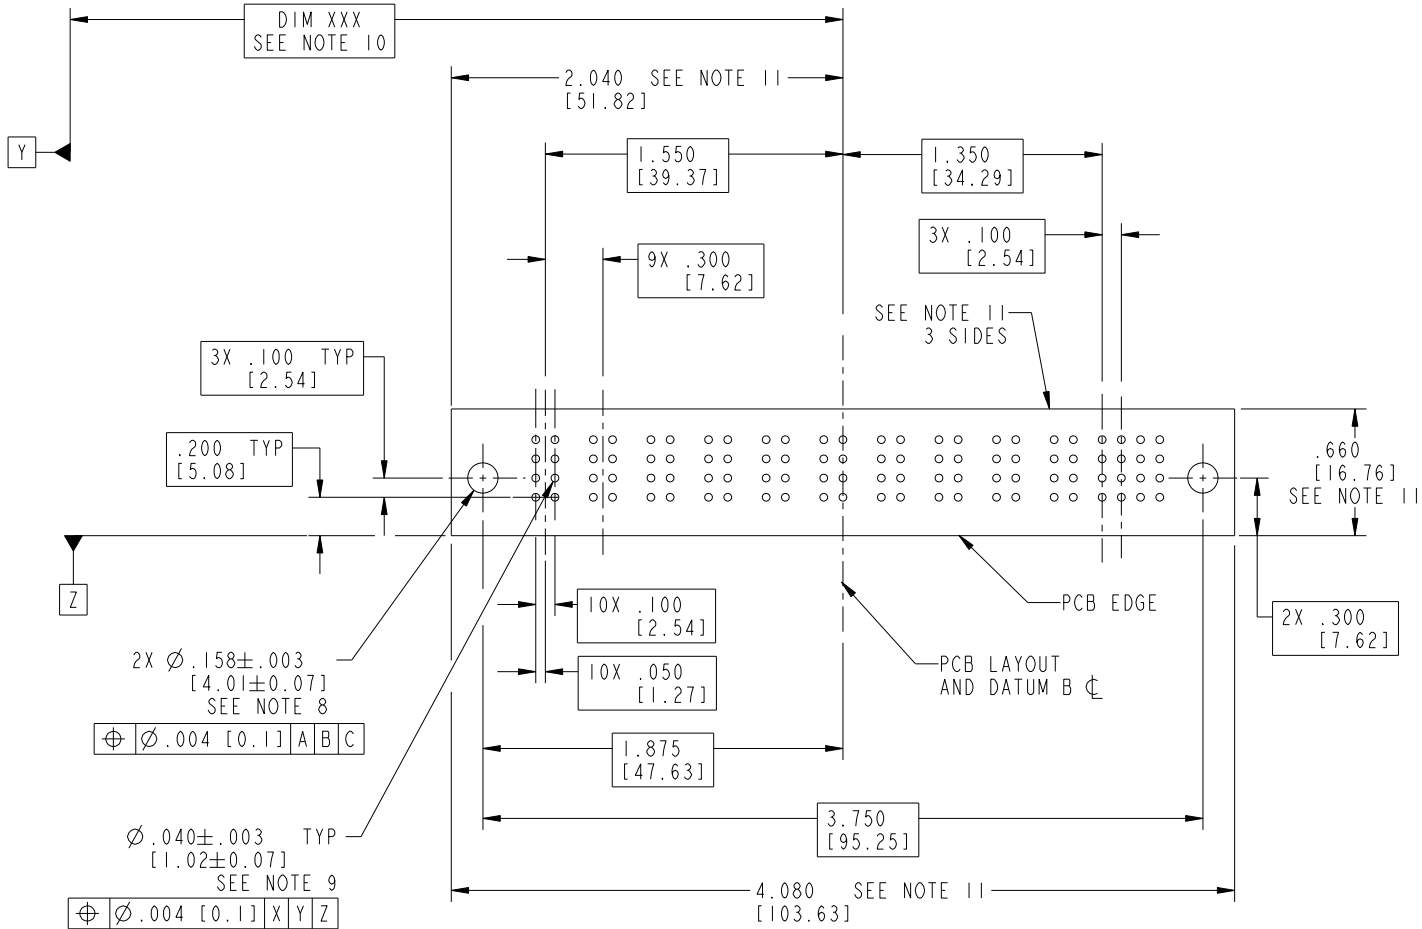 DIM XXX
SEE NOTE 10
2.040 SEE NOTE 11
[51.82]
Y
1.550
[39.37]
1.350
[34.29]
3X .100
[2.54]
9X .300
[7.62]
SEE NOTE 11
3 SIDES
3X .100 TYP
[2.54]
.200 TYP
[5.08]
.660
[16.76]
SEE NOTE 11
Z
10X .100
[2.54]
PCB EDGE
2X .300
[7.62]
2X Ø.158±.003
[4.01±0.07]
SEE NOTE 8
⌖ Ø.004 [0.1] A B C
10X .050
[1.27]
PCB LAYOUT
AND DATUM B ℄
1.875
[47.63]
3.750
[95.25]
Ø.040±.003 TYP
[1.02±0.07]
SEE NOTE 9
⌖ Ø.004 [0.1] X Y Z
4.080 SEE NOTE 11
[103.63]